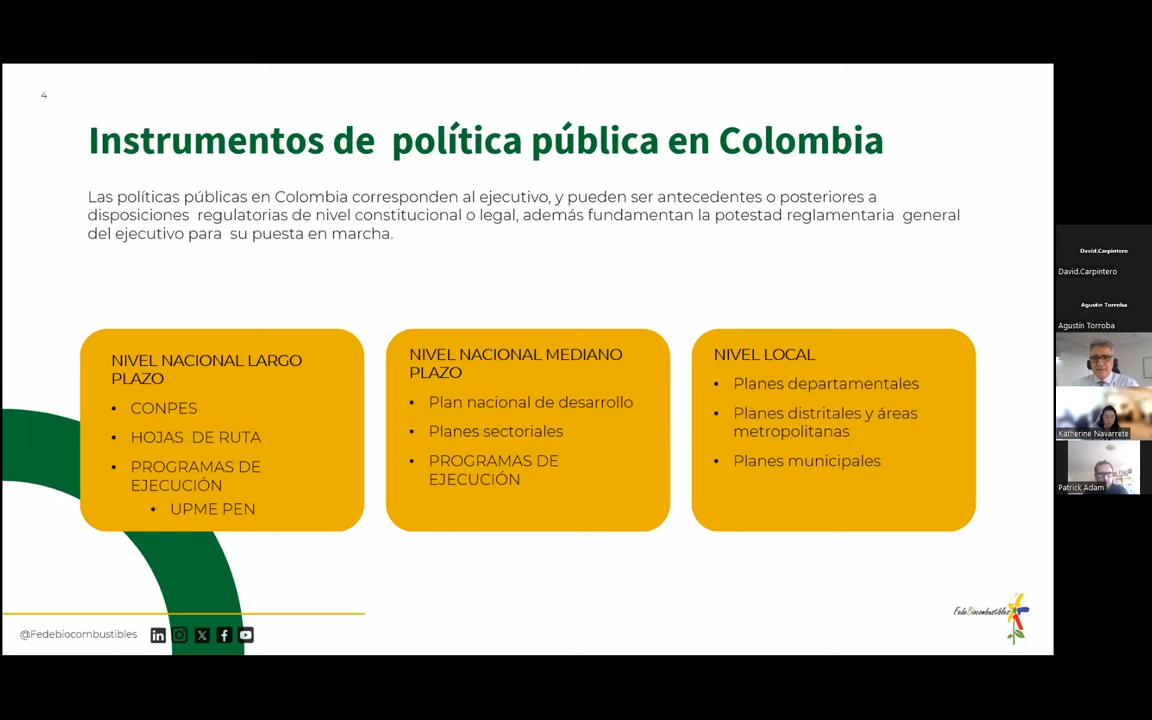 4
Instrumentos de política pública en Colombia
Las políticas públicas en Colombia corresponden al ejecutivo, y pueden ser antecedentes o posteriores a
disposiciones regulatorias de nivel constitucional o legal, además fundamentan la potestad reglamentaria general
del ejecutivo para su puesta en marcha.
NIVEL NACIONAL LARGO
PLAZO
• CONPES
• HOJAS DE RUTA
• PROGRAMAS DE
EJECUCIÓN
• UPME PEN
NIVEL NACIONAL MEDIANO
PLAZO
• Plan nacional de desarrollo
• Planes sectoriales
• PROGRAMAS DE
EJECUCIÓN
NIVEL LOCAL
• Planes departamentales
• Planes distritales y áreas
metropolitanas
• Planes municipales
@Fedebiocombustibles
FedeBiocombustibles
David.Carpintero
David.Carpintero
Agustín Torroba
Agustín Torroba
Katherine Navarrete
Patrick Adam